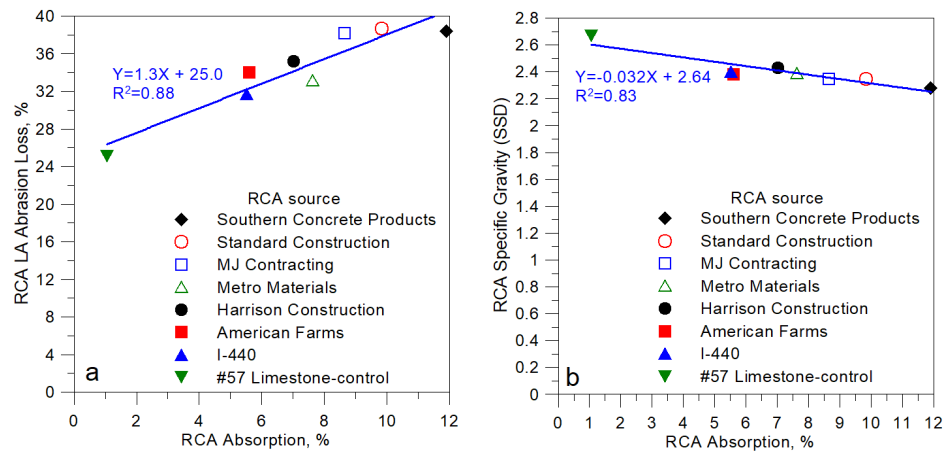 40
36
32
28
24
20
16
12
8
4
0
RCA LA Abrasion Loss, %
Y=1.3X + 25.0
R²=0.88
RCA source
Southern Concrete Products
Standard Construction
MJ Contracting
Metro Materials
Harrison Construction
American Farms
I-440
#57 Limestone-control
a
0 2 4 6 8 10 12
RCA Absorption, %
2.8
2.6
2.4
2.2
2
1.8
1.6
1.4
1.2
1
0.8
0.6
0.4
0.2
0
RCA Specific Gravity (SSD)
Y=-0.032X + 2.64
R²=0.83
RCA source
Southern Concrete Products
Standard Construction
MJ Contracting
Metro Materials
Harrison Construction
American Farms
I-440
#57 Limestone-control
b
0 1 2 3 4 5 6 7 8 9 10 11 12
RCA Absorption, %